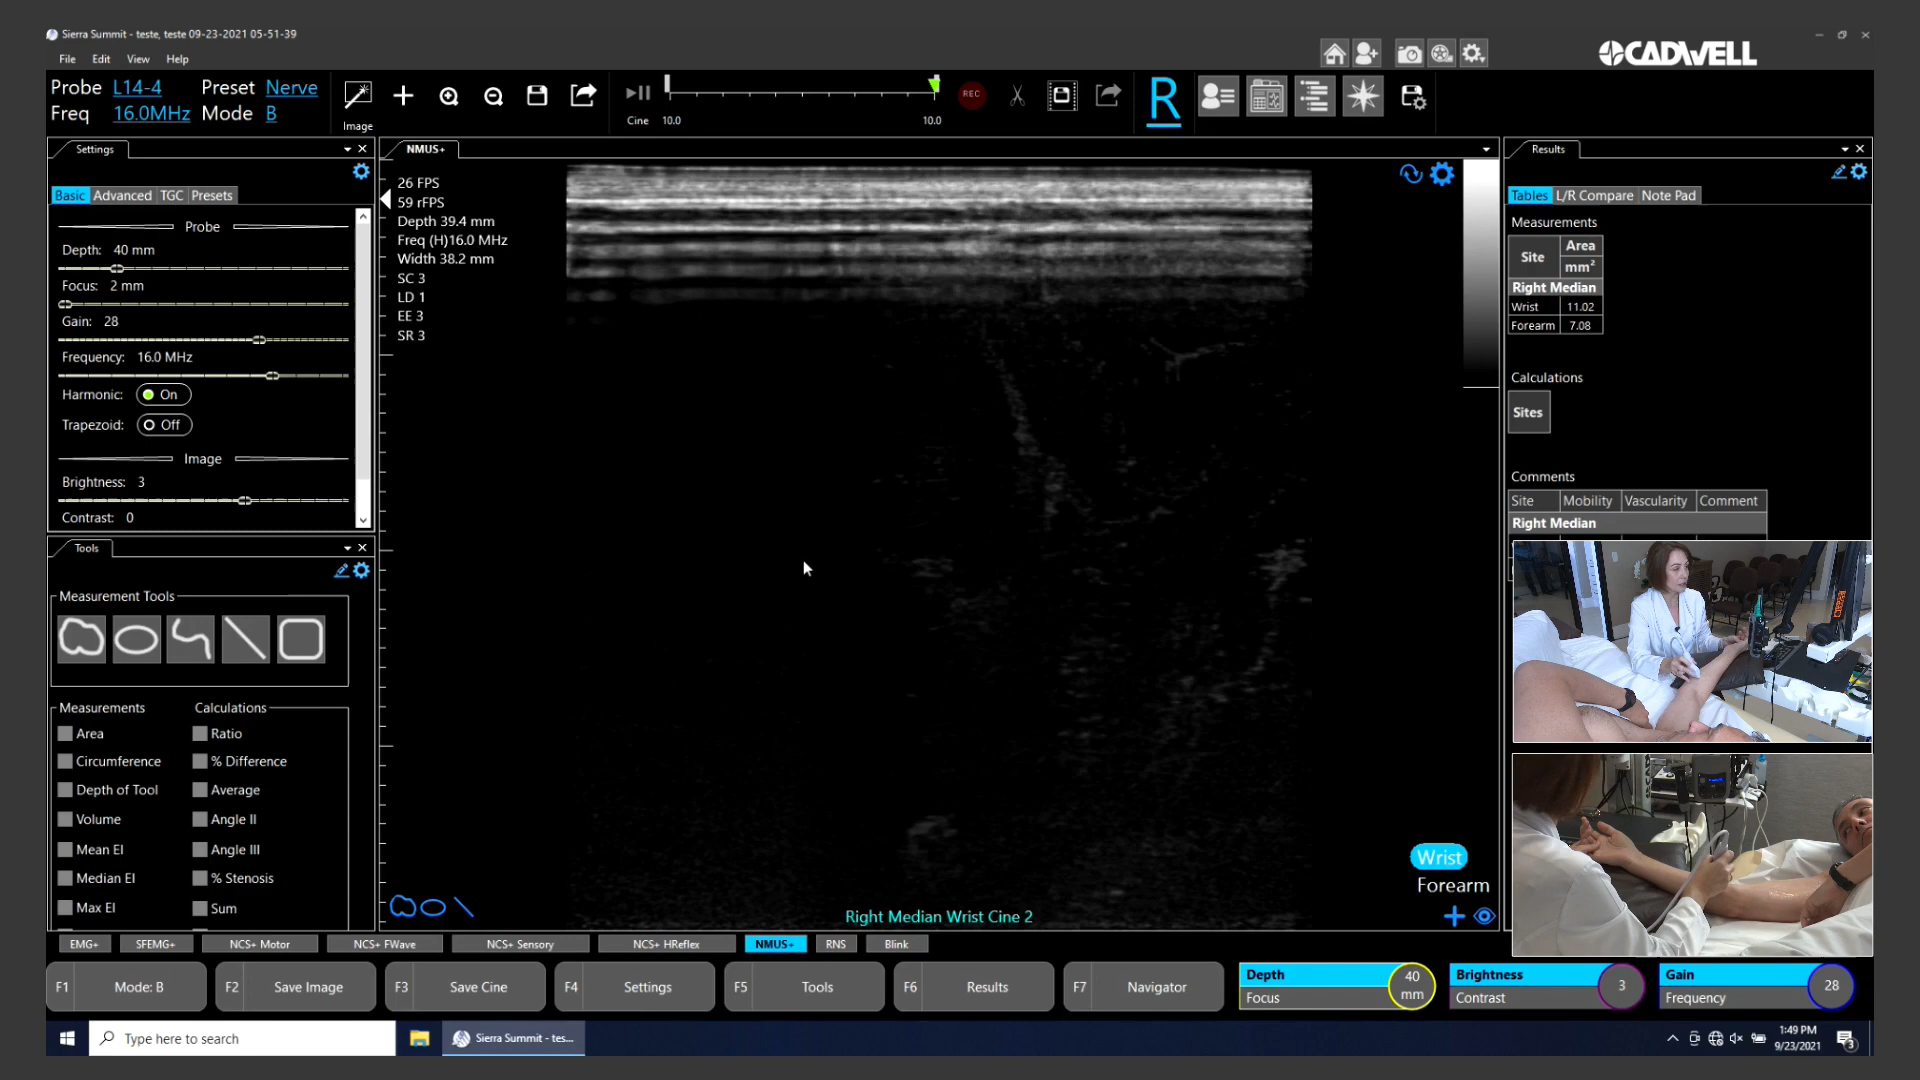 Sierra Summit - teste, teste 09-23-2021 05-51-39
File Edit View Help
CADWELL
Probe L14-4 Preset Nerve
Freq 16.0MHz Mode B
Image
Cine 10.0 10.0
REC
R
Settings
Basic Advanced TGC Presets
Probe
Depth: 40 mm
Focus: 2 mm
Gain: 28
Frequency: 16.0 MHz
Harmonic: On
Trapezoid: Off
Image
Brightness: 3
Contrast: 0
Tools
Measurement Tools
Measurements Calculations
Area Ratio
Circumference % Difference
Depth of Tool Average
Volume Angle II
Mean EI Angle III
Median EI % Stenosis
Max EI Sum
NMUS+
26 FPS
59 rFPS
Depth 39.4 mm
Freq (H)16.0 MHz
Width 38.2 mm
SC 3
LD 1
EE 3
SR 3
Wrist
Forearm
Right Median Wrist Cine 2
Results
Tables L/R Compare Note Pad
Measurements
Site Area
mm²
Right Median
Wrist 11.02
Forearm 7.08
Calculations
Sites
Comments
Site Mobility Vascularity Comment
Right Median
EMG+ SFEMG+ NCS+ Motor NCS+ FWave NCS+ Sensory NCS+ HReflex NMUS+ RNS Blink
F1 Mode: B F2 Save Image F3 Save Cine F4 Settings F5 Tools F6 Results F7 Navigator
Depth 40 mm
Focus
Brightness 3
Contrast
Gain 28
Frequency
Type here to search
Sierra Summit - tes...
1:49 PM
9/23/2021
3